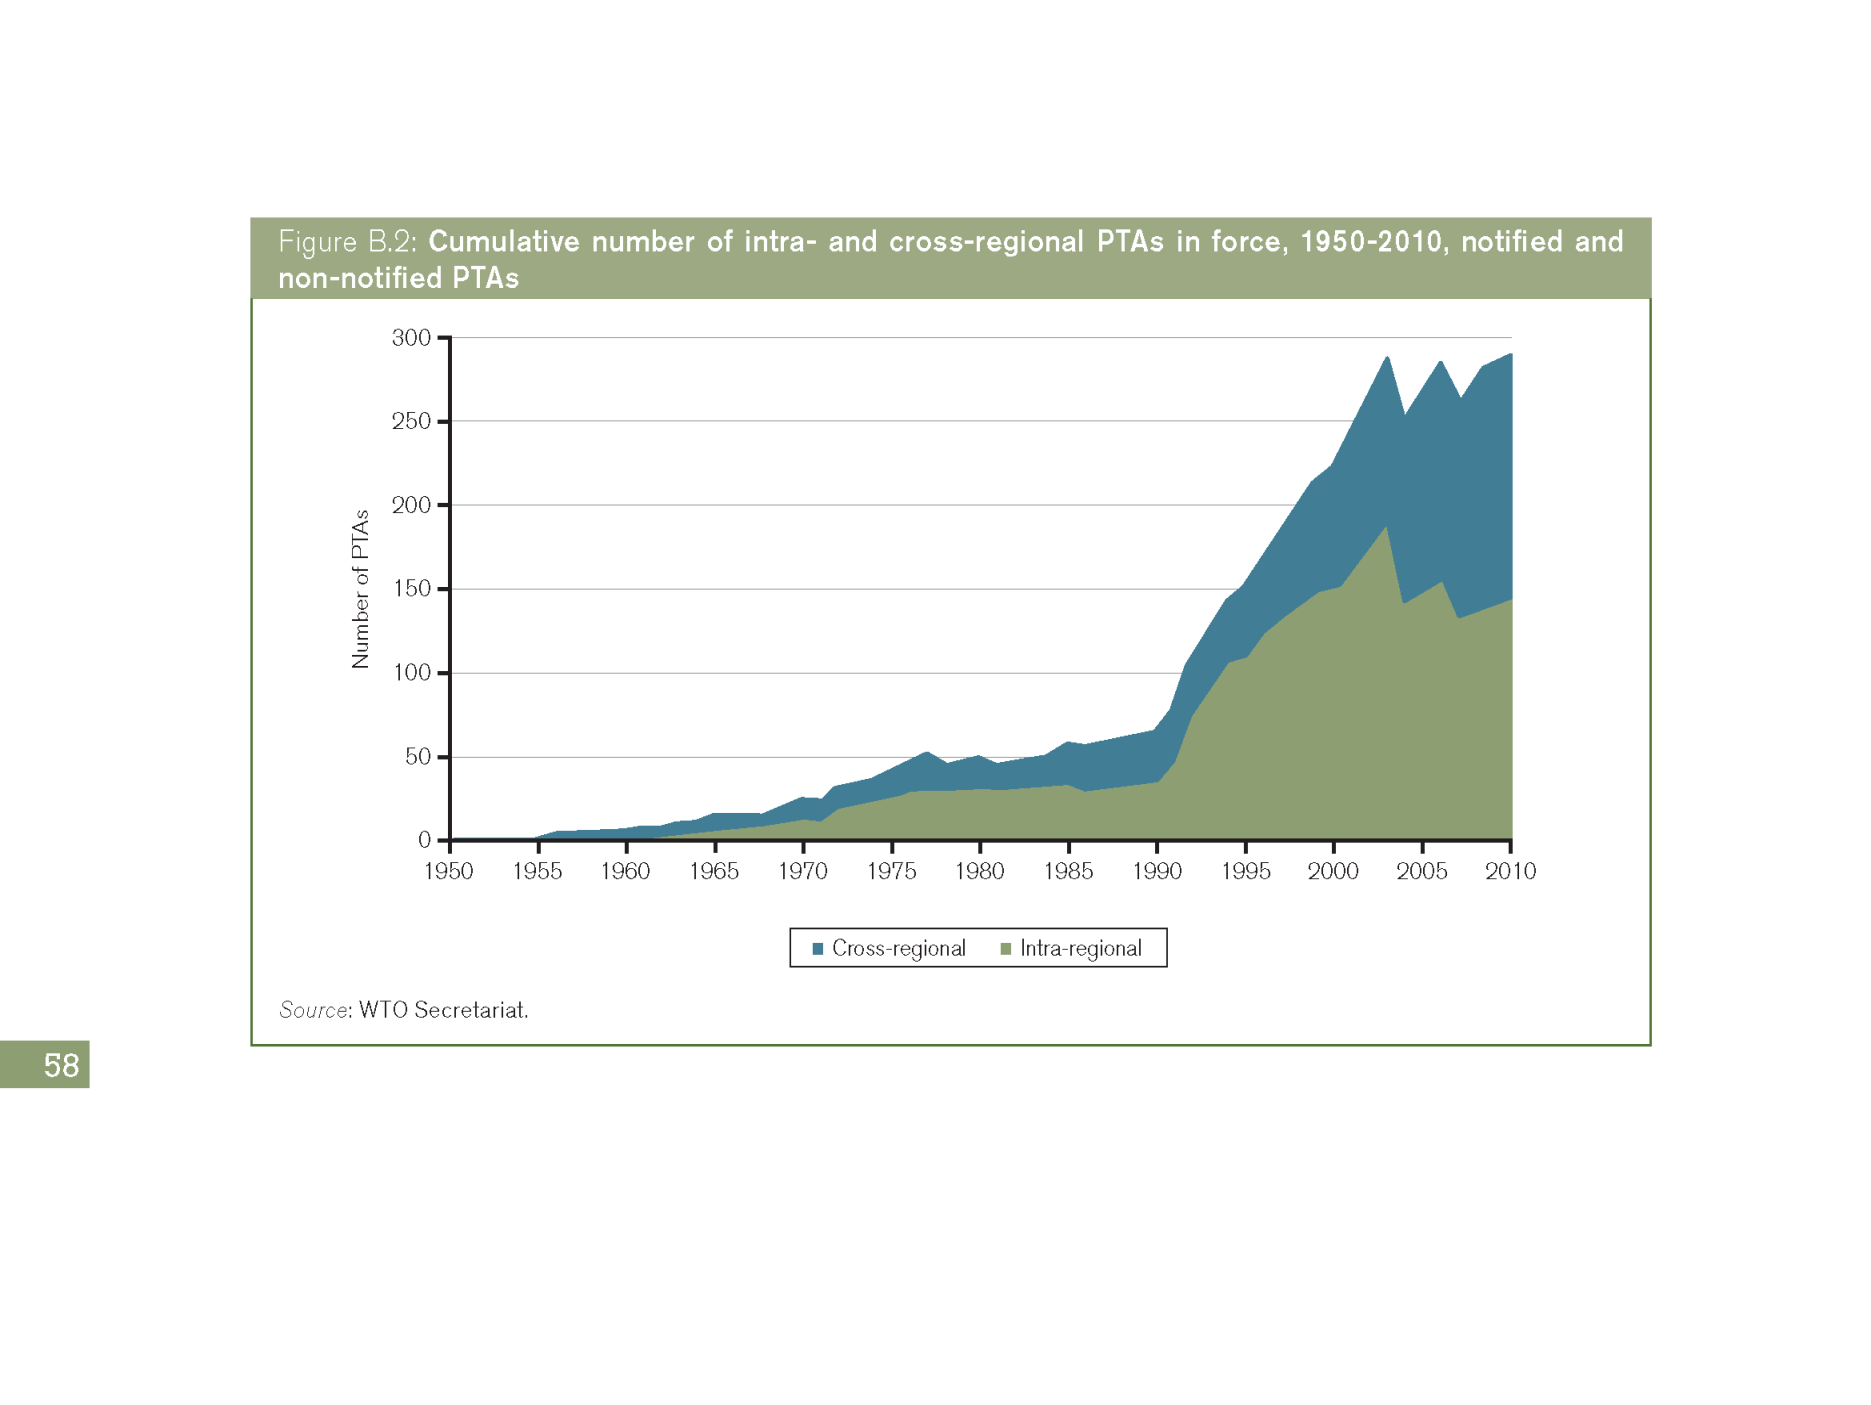 Figure B.2: Cumulative number of intra- and cross-regional PTAs in force, 1950-2010, notified and
non-notified PTAs
300
250
200
150
100
50
0
Number of PTAs
1950 1955 1960 1965 1970 1975 1980 1985 1990 1995 2000 2005 2010
Cross-regional Intra-regional
Source: WTO Secretariat.
58